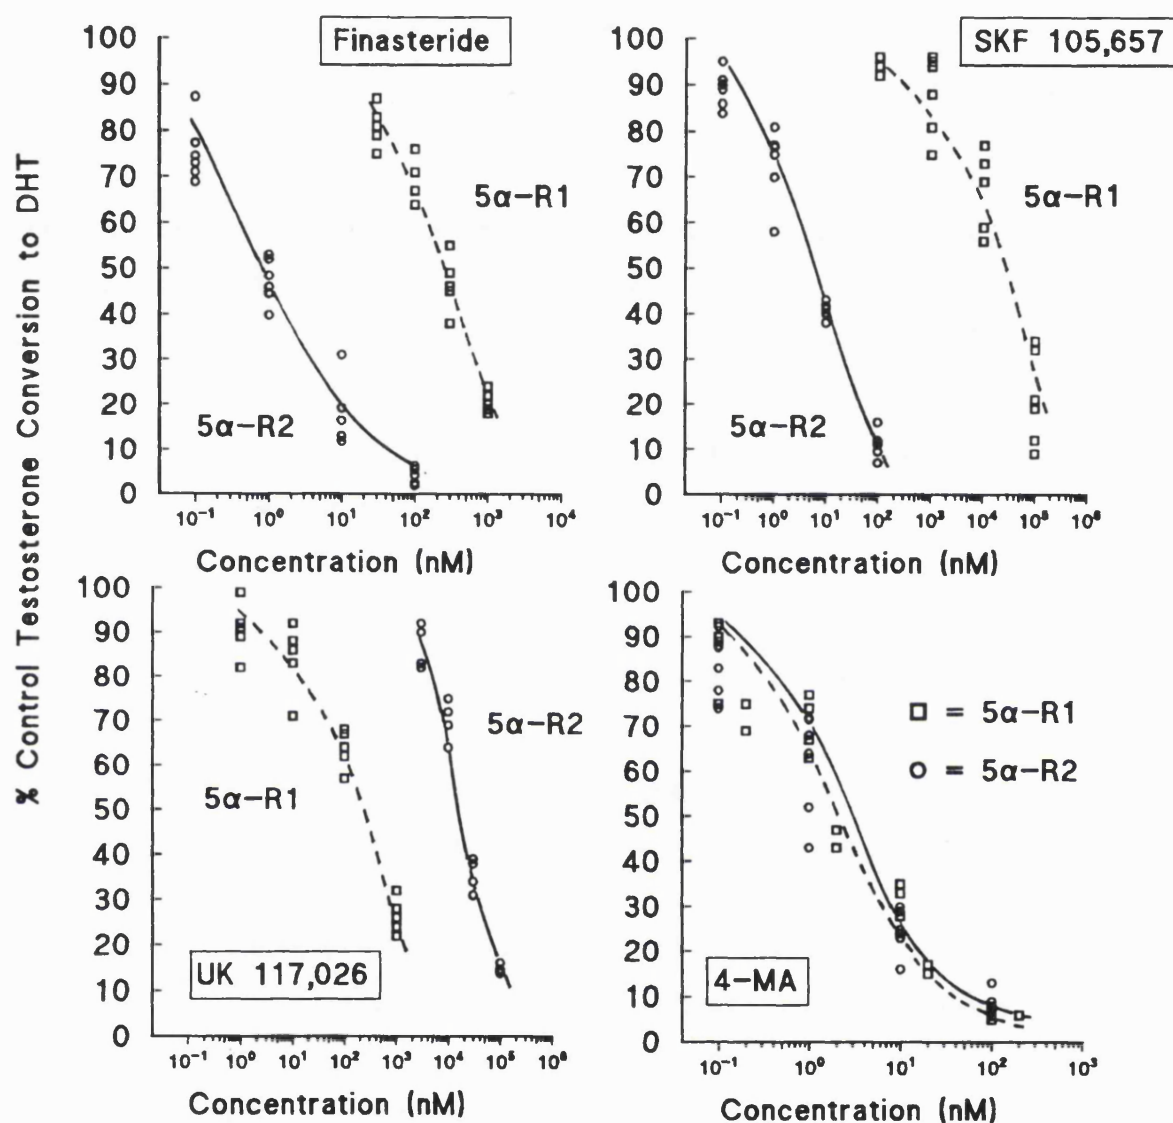 % Control Testosterone Conversion to DHT
Finasteride
100
90
80
70
60
50
40
30
20
10
0
5α-R1
5α-R2
10⁻¹ 10⁰ 10¹ 10² 10³ 10⁴
Concentration (nM)
SKF 105,657
100
90
80
70
60
50
40
30
20
10
0
5α-R1
5α-R2
10⁻¹ 10⁰ 10¹ 10² 10³ 10⁴ 10⁵ 10⁶
Concentration (nM)
100
90
80
70
60
50
40
30
20
10
0
5α-R2
5α-R1
UK 117,026
10⁻¹ 10⁰ 10¹ 10² 10³ 10⁴ 10⁵ 10⁶
Concentration (nM)
100
90
80
70
60
50
40
30
20
10
0
□ = 5α-R1
○ = 5α-R2
4-MA
10⁻¹ 10⁰ 10¹ 10² 10³
Concentration (nM)